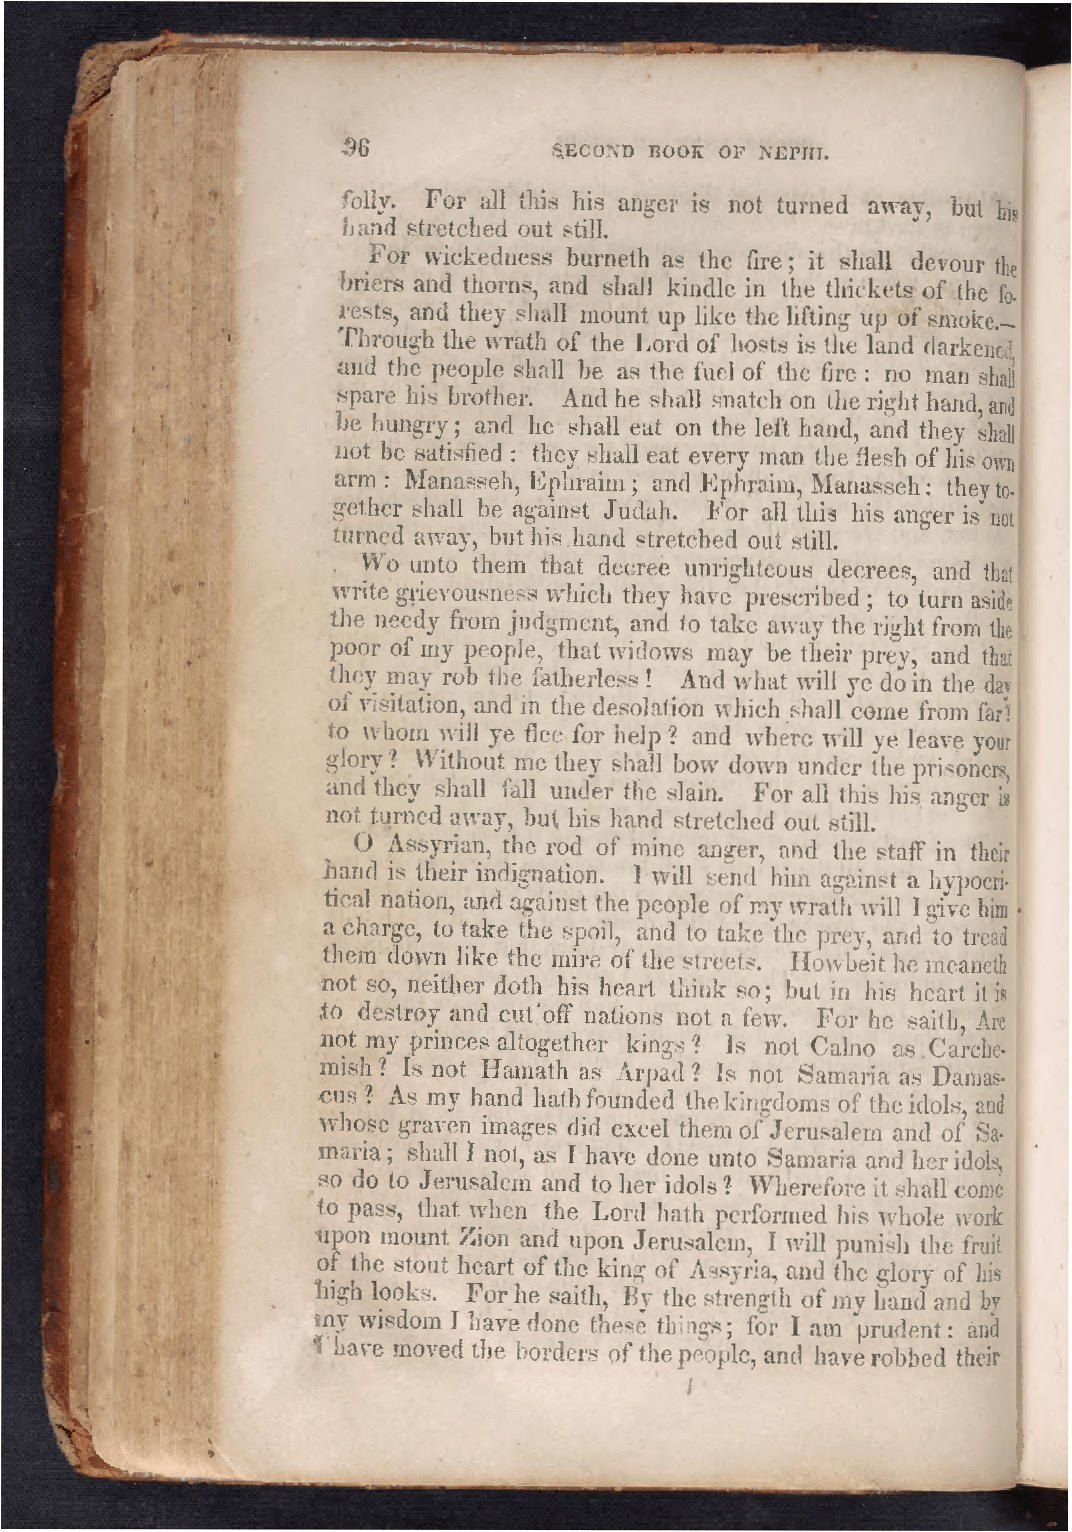 96 SECOND BOOK OF NEPHI.
folly. For all this his anger is not turned away, but his
hand stretched out still.
For wickedness burneth as the fire; it shall devour the
briers and thorns, and shall kindle in the thickets of the fo-
rests, and they shall mount up like the lifting up of smoke.—
Through the wrath of the Lord of hosts is the land darkened,
and the people shall be as the fuel of the fire: no man shall
spare his brother. And he shall snatch on the right hand, and
be hungry; and he shall eat on the left hand, and they shall
not be satisfied: they shall eat every man the flesh of his own
arm: Manasseh, Ephraim; and Ephraim, Manasseh: they to-
gether shall be against Judah. For all this his anger is not
turned away, but his hand stretched out still.
Wo unto them that decree unrighteous decrees, and that
write grievousness which they have prescribed; to turn aside
the needy from judgment, and to take away the right from the
poor of my people, that widows may be their prey, and that
they may rob the fatherless! And what will ye do in the day
of visitation, and in the desolation which shall come from far?
to whom will ye flee for help? and where will ye leave your
glory? Without me they shall bow down under the prisoners,
and they shall fall under the slain. For all this his anger is
not turned away, but his hand stretched out still.
O Assyrian, the rod of mine anger, and the staff in their
hand is their indignation. I will send him against a hypocri-
tical nation, and against the people of my wrath will I give him
a charge, to take the spoil, and to take the prey, and to tread
them down like the mire of the streets. Howbeit he meaneth
not so, neither doth his heart think so; but in his heart it is
to destroy and cut off nations not a few. For he saith, Are
not my princes altogether kings? Is not Calno as Carche-
mish? Is not Hamath as Arpad? Is not Samaria as Damas-
cus? As my hand hath founded the kingdoms of the idols, and
whose graven images did excel them of Jerusalem and of Sa-
maria; shall I not, as I have done unto Samaria and her idols,
so do to Jerusalem and to her idols? Wherefore it shall come
to pass, that when the Lord hath performed his whole work
upon mount Zion and upon Jerusalem, I will punish the fruit
of the stout heart of the king of Assyria, and the glory of his
high looks. For he saith, By the strength of my hand and by
my wisdom I have done these things; for I am prudent: and
I have moved the borders of the people, and have robbed their